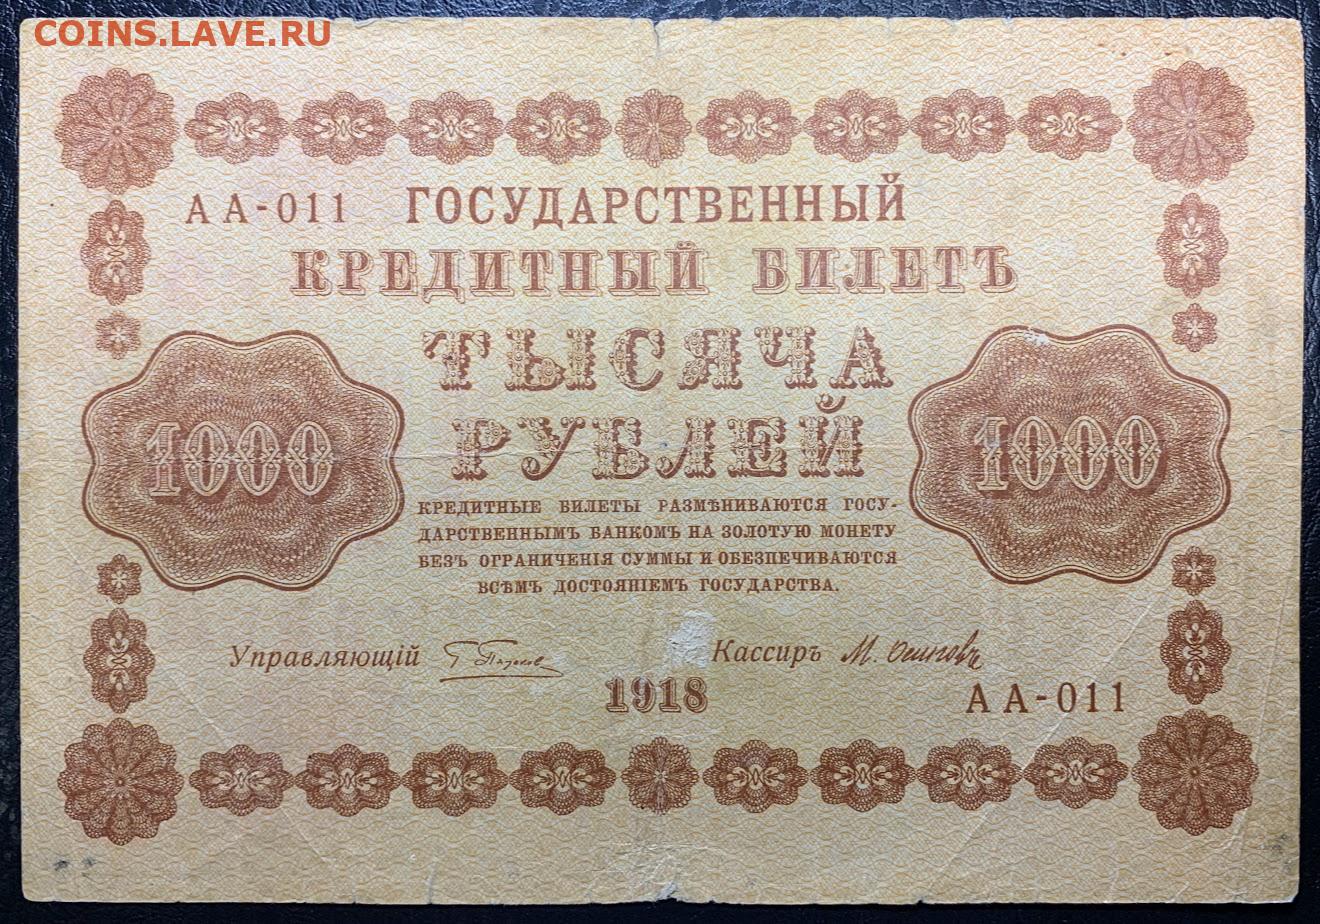 COINS.LAVE.RU
АА-011 ГОСУДАРСТВЕННЫЙ
КРЕДИТНЫЙ БИЛЕТЪ
ТЫСЯЧА
РУБЛЕЙ
1000 1000
КРЕДИТНЫЕ БИЛЕТЫ РАЗМѢНИВАЮТСЯ ГОСУ-
ДАРСТВЕННЫМЪ БАНКОМЪ НА ЗОЛОТУЮ МОНЕТУ
БЕЗЪ ОГРАНИЧЕНІЯ СУММЫ И ОБЕЗПЕЧИВАЮТСЯ
ВСѢМЪ ДОСТОЯНІЕМЪ ГОСУДАРСТВА.
Управляющій Кассиръ М. Осиповъ
1918 АА-011